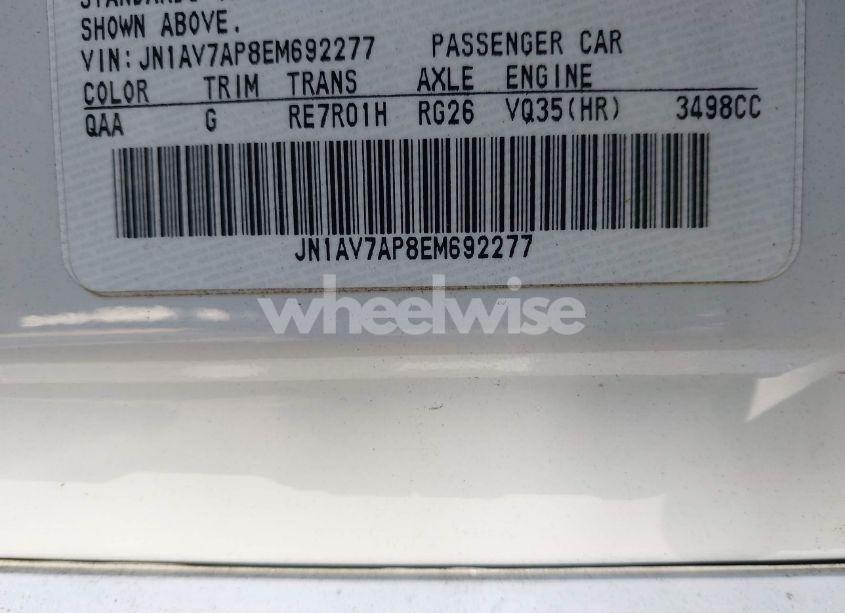 SHOWN ABOVE.
VIN: JN1AV7AP8EM692277 PASSENGER CAR
COLOR TRIM TRANS AXLE ENGINE
QAA G RE7R01H RG26 VQ35(HR) 3498CC
JN1AV7AP8EM692277
wheelwise